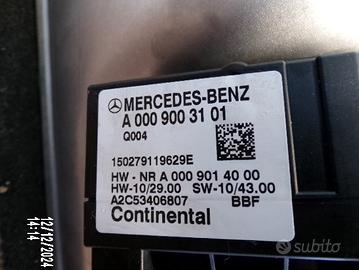 MERCEDES-BENZ
A 000 900 31 01
Q004
150279119629E
HW - NR A 000 901 40 00
HW-10/29.00 SW-10/43.00
A2C53406807 BBF
Continental
12/12/2024
14:14
subito